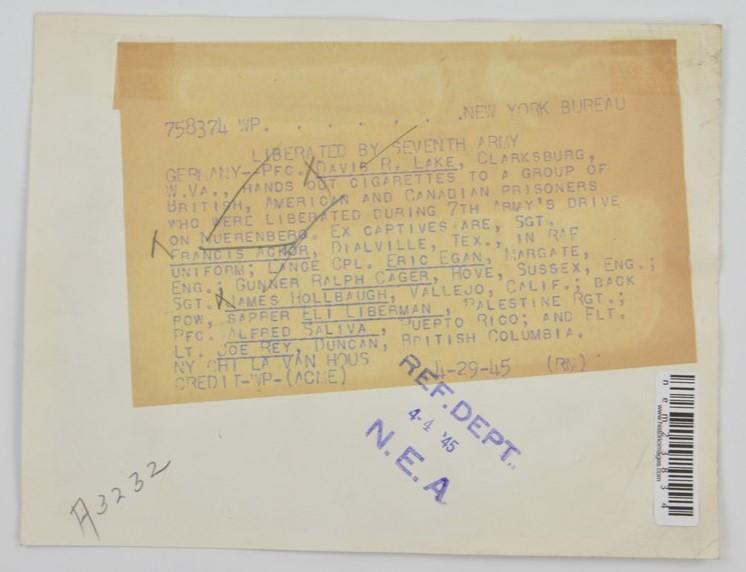 758374 WP. . . . . . . .NEW YORK BUREAU
LIBERATED BY SEVENTH ARMY
GERMANY--PFC. DAVIS R. LAKE, CLARKSBURG,
W.VA., HANDS OUT CIGARETTES TO A GROUP OF
BRITISH, AMERICAN AND CANADIAN PRISONERS
WHO WERE LIBERATED DURING 7TH ARMY'S DRIVE
ON NUERENBERG. EX CAPTIVES ARE, SGT.
FRANCIS ACKOR, DIALVILLE, TEX., IN RAF
UNIFORM; LANCE CPL. ERIC EGAN, MARGATE,
ENG.; GUNNER RALPH CAGER, HOVE, SUSSEX, ENG.;
SGT. JAMES HOLLBAUGH, VALLEJO, CALIF.; BACK
ROW, SAPPER ELI LIBERMAN, PALESTINE RGT.;
PFC. ALFRED SALIVA, PUERTO RICO; AND FLT.
LT. JOE REY, DUNCAN, BRITISH COLUMBIA.
NY CHI LA VAN HOUS
CREDIT-WP-(ACME) 4-29-45 (RM)
REF. DEPT.
45
N.E.A.
A3232
nem23834